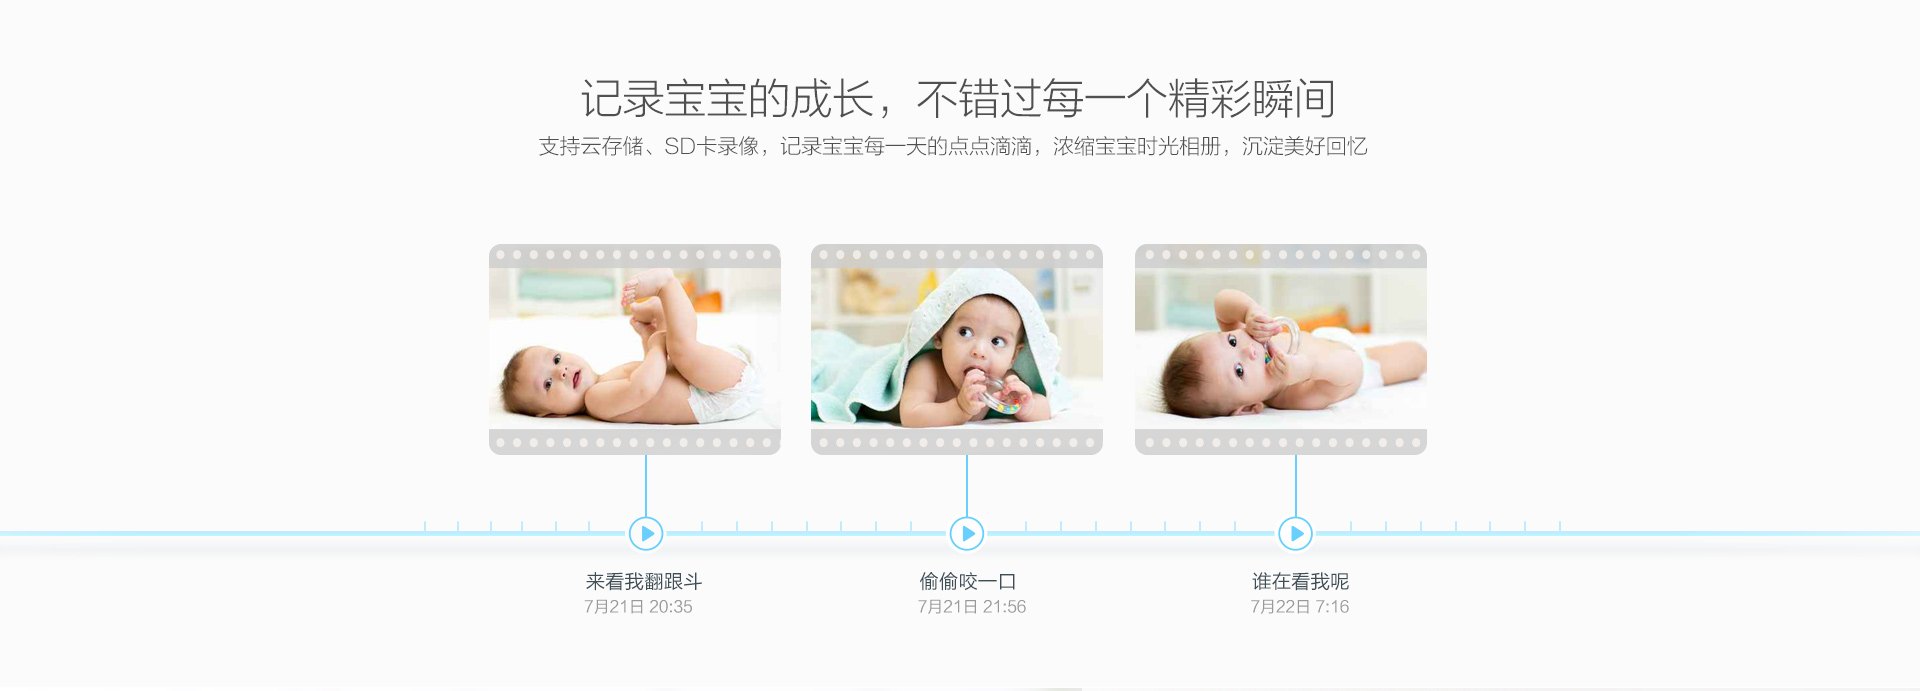 记录宝宝的成长，不错过每一个精彩瞬间
支持云存储、SD卡录像，记录宝宝每一天的点点滴滴，浓缩宝宝时光相册，沉淀美好回忆
来看我翻跟斗
7月21日 20:35
偷偷咬一口
7月21日 21:56
谁在看我呢
7月22日 7:16